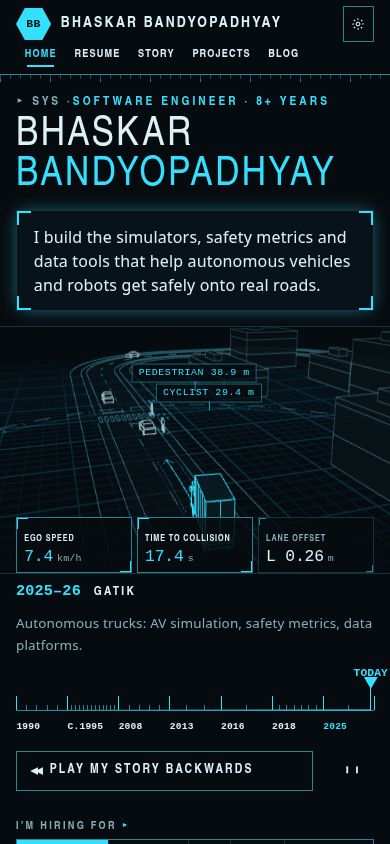 BB BHASKAR BANDYOPADHYAY
HOME RESUME STORY PROJECTS BLOG
SYS · SOFTWARE ENGINEER · 8+ YEARS
BHASKAR
BANDYOPADHYAY
I build the simulators, safety metrics and
data tools that help autonomous vehicles
and robots get safely onto real roads.
PEDESTRIAN 38.9 m
CYCLIST 29.4 m
EGO SPEED TIME TO COLLISION LANE OFFSET
7.4 km/h 17.4 s L 0.26 m
2025–26 GATIK
Autonomous trucks: AV simulation, safety metrics, data
platforms.
TODAY
1990 C.1995 2008 2013 2016 2018 2025
PLAY MY STORY BACKWARDS
I'M HIRING FOR